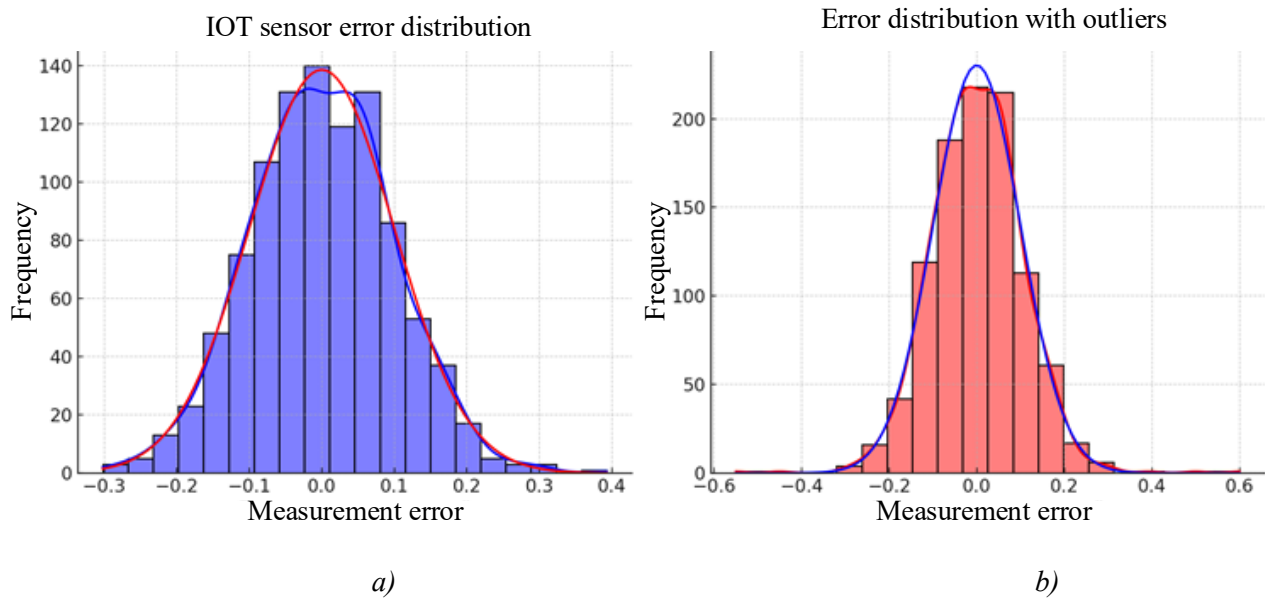 IOT sensor error distribution
140
120
100
80
60
40
20
0
Frequency
−0.3 −0.2 −0.1 0.0 0.1 0.2 0.3 0.4
Measurement error
a)
Error distribution with outliers
200
150
100
50
0
Frequency
−0.6 −0.4 −0.2 0.0 0.2 0.4 0.6
Measurement error
b)